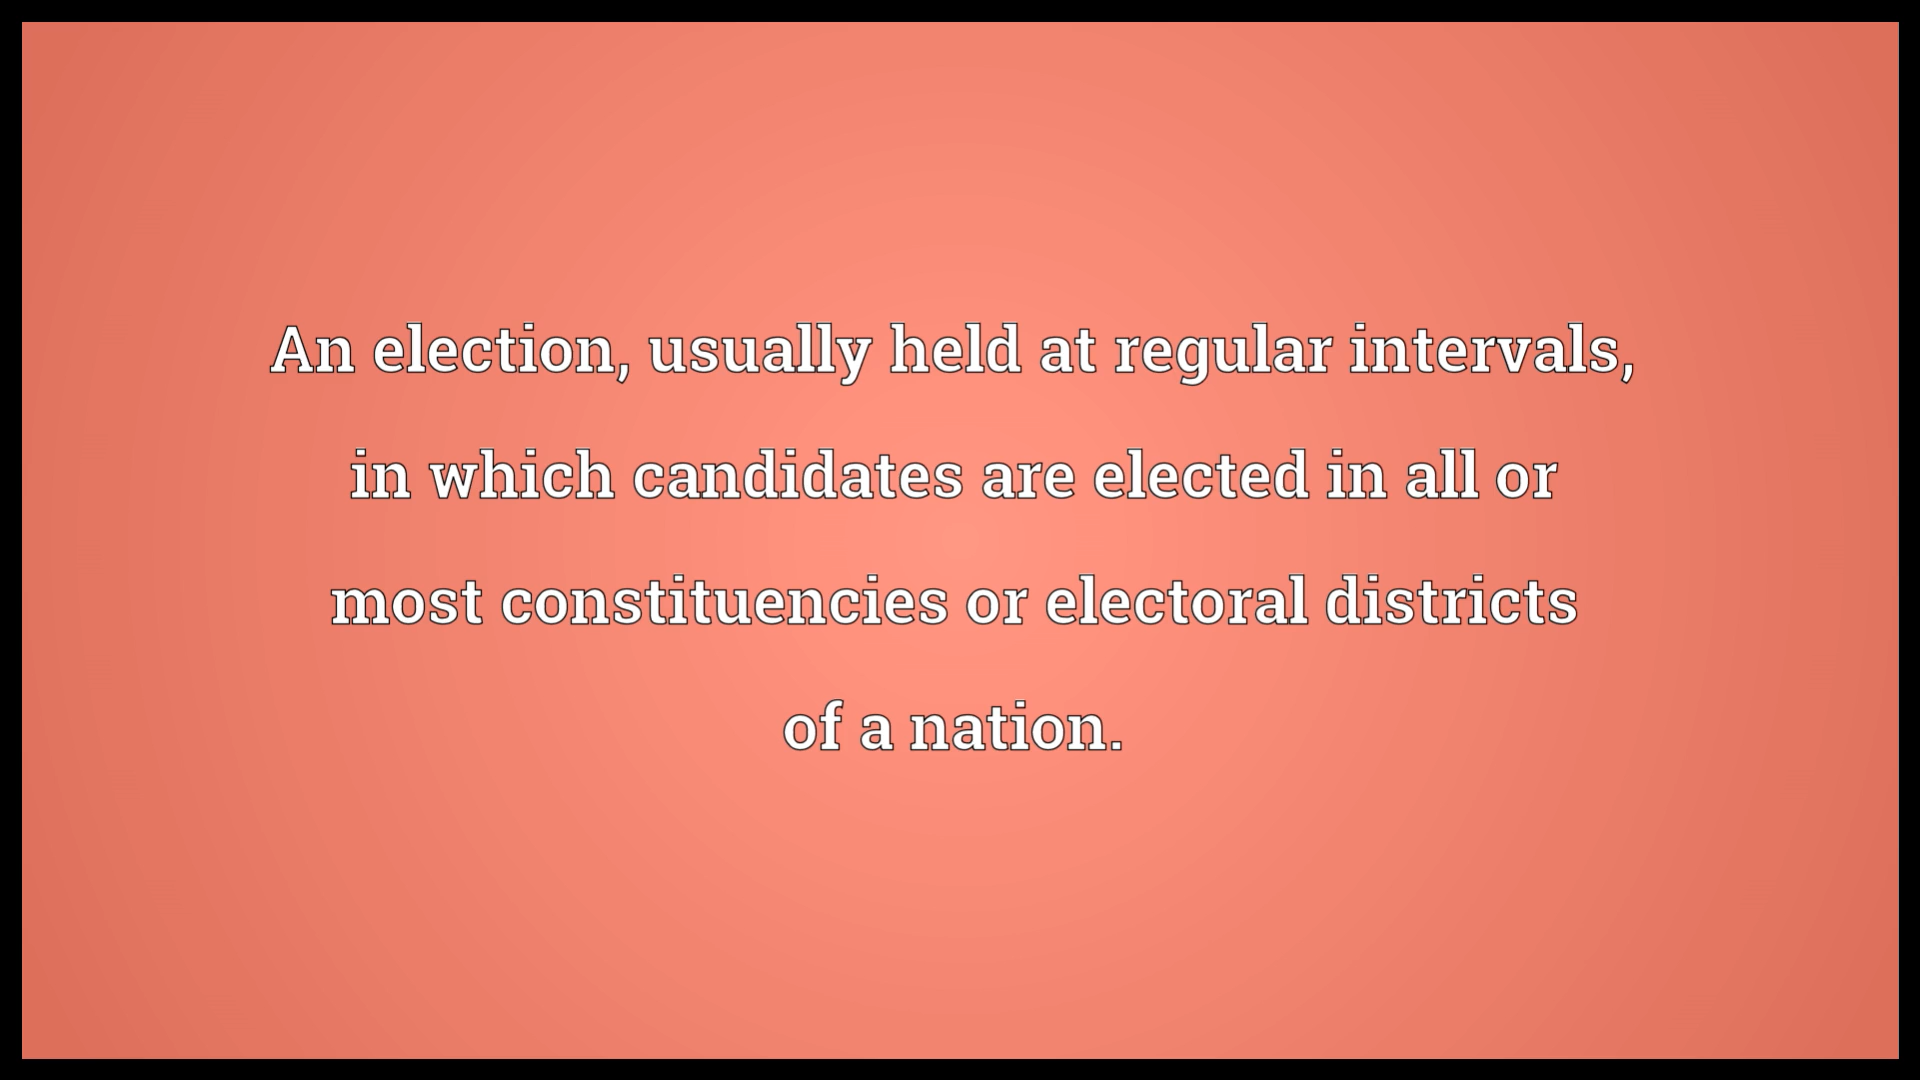 An election, usually held at regular intervals,
in which candidates are elected in all or
most constituencies or electoral districts
of a nation.